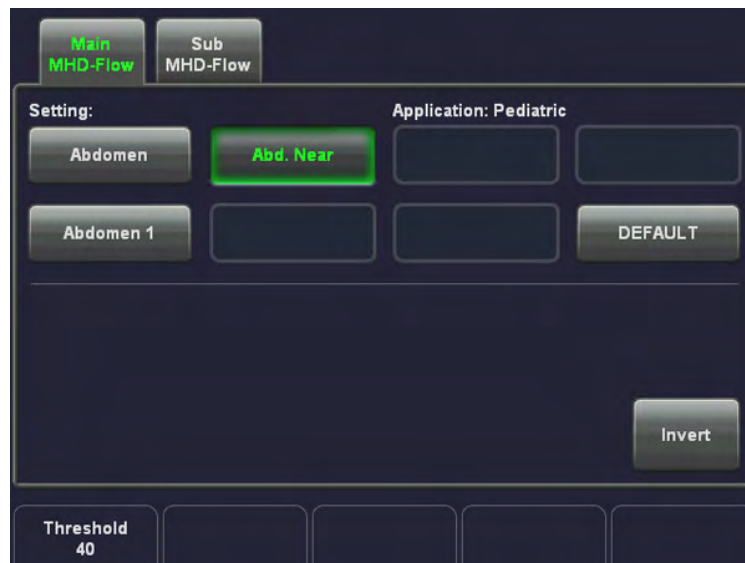 Main
MHD-Flow
Sub
MHD-Flow
Setting:
Application: Pediatric
Abdomen
Abd. Near
Abdomen 1
DEFAULT
Invert
Threshold
40